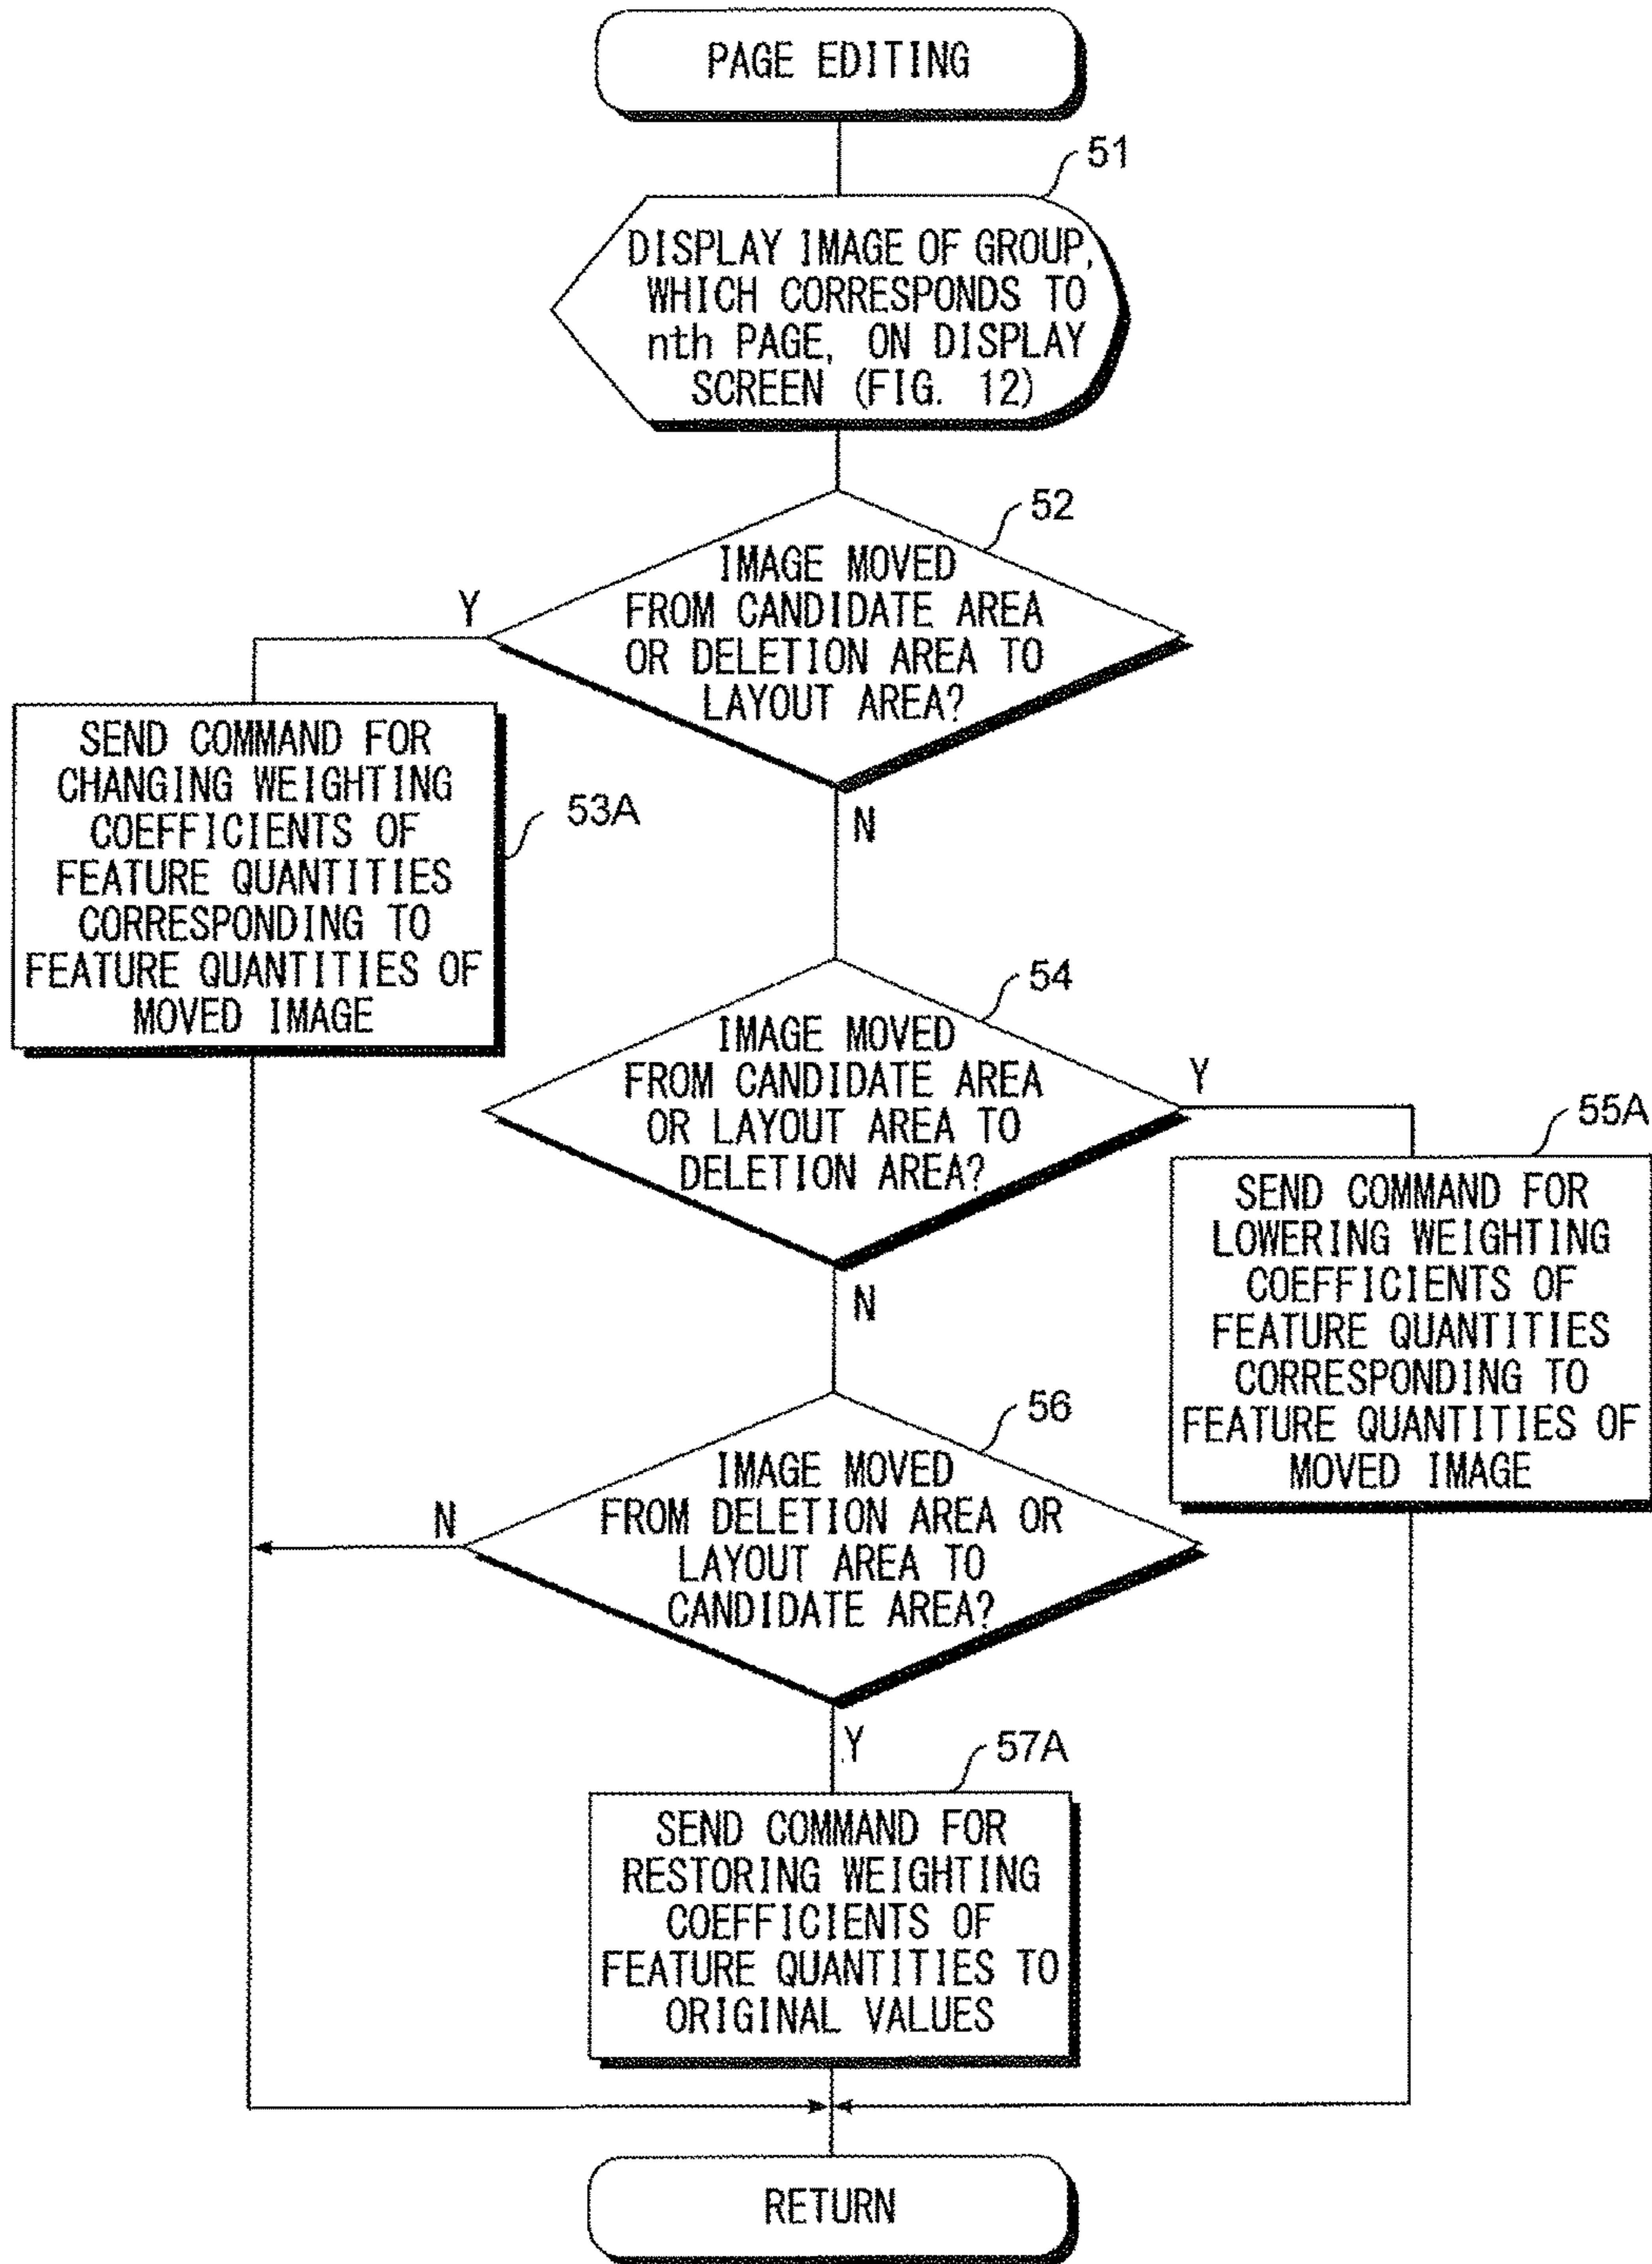 PAGE EDITING
51
DISPLAY IMAGE OF GROUP,
WHICH CORRESPONDS TO
nth PAGE, ON DISPLAY
SCREEN (FIG. 12)
52
IMAGE MOVED
FROM CANDIDATE AREA
OR DELETION AREA TO
LAYOUT AREA?
Y
N
SEND COMMAND FOR
CHANGING WEIGHTING
COEFFICIENTS OF
FEATURE QUANTITIES
CORRESPONDING TO
FEATURE QUANTITIES OF
MOVED IMAGE
53A
54
IMAGE MOVED
FROM CANDIDATE AREA
OR LAYOUT AREA TO
DELETION AREA?
Y
N
55A
SEND COMMAND FOR
LOWERING WEIGHTING
COEFFICIENTS OF
FEATURE QUANTITIES
CORRESPONDING TO
FEATURE QUANTITIES OF
MOVED IMAGE
56
IMAGE MOVED
FROM DELETION AREA OR
LAYOUT AREA TO
CANDIDATE AREA?
N
Y
57A
SEND COMMAND FOR
RESTORING WEIGHTING
COEFFICIENTS OF
FEATURE QUANTITIES TO
ORIGINAL VALUES
RETURN